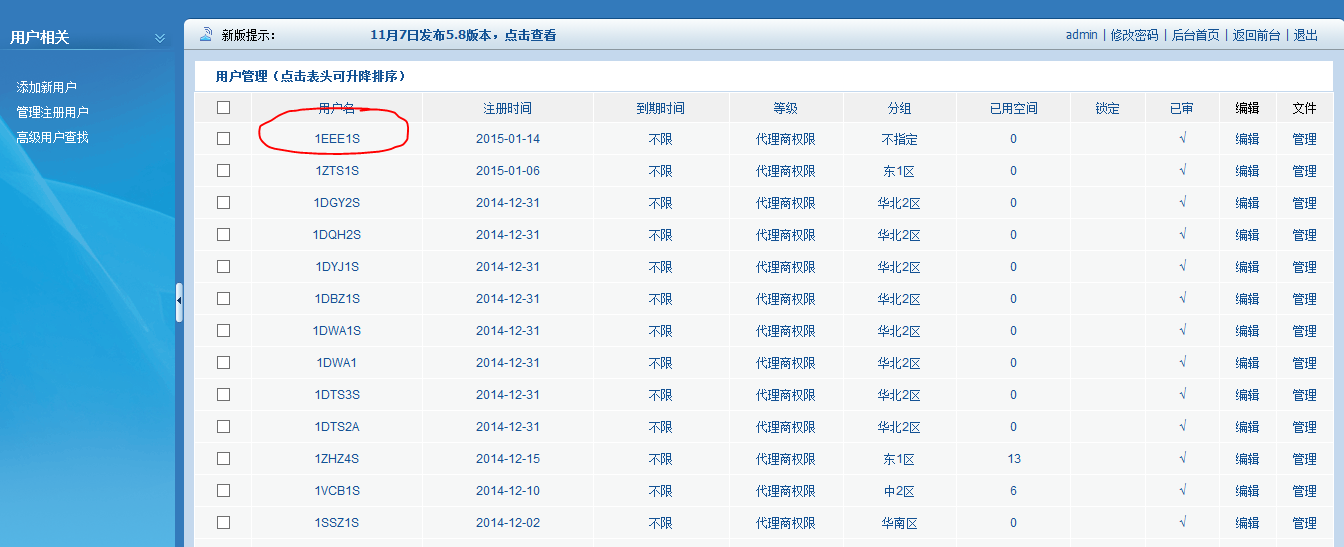 用户相关
添加新用户
管理注册用户
高级用户查找
新版提示： 11月7日发布5.8版本，点击查看 admin | 修改密码 | 后台首页 | 返回前台 | 退出
用户管理（点击表头可升降排序）
用户名 注册时间 到期时间 等级 分组 已用空间 锁定 已审 编辑 文件
1EEE1S 2015-01-14 不限 代理商权限 不指定 0 √ 编辑 管理
1ZTS1S 2015-01-06 不限 代理商权限 东1区 0 √ 编辑 管理
1DGY2S 2014-12-31 不限 代理商权限 华北2区 0 √ 编辑 管理
1DQH2S 2014-12-31 不限 代理商权限 华北2区 0 √ 编辑 管理
1DYJ1S 2014-12-31 不限 代理商权限 华北2区 0 √ 编辑 管理
1DBZ1S 2014-12-31 不限 代理商权限 华北2区 0 √ 编辑 管理
1DWA1S 2014-12-31 不限 代理商权限 华北2区 0 √ 编辑 管理
1DWA1 2014-12-31 不限 代理商权限 华北2区 0 √ 编辑 管理
1DTS3S 2014-12-31 不限 代理商权限 华北2区 0 √ 编辑 管理
1DTS2A 2014-12-31 不限 代理商权限 华北2区 0 √ 编辑 管理
1ZHZ4S 2014-12-15 不限 代理商权限 东1区 13 √ 编辑 管理
1VCB1S 2014-12-10 不限 代理商权限 中2区 6 √ 编辑 管理
1SSZ1S 2014-12-02 不限 代理商权限 华南区 0 √ 编辑 管理